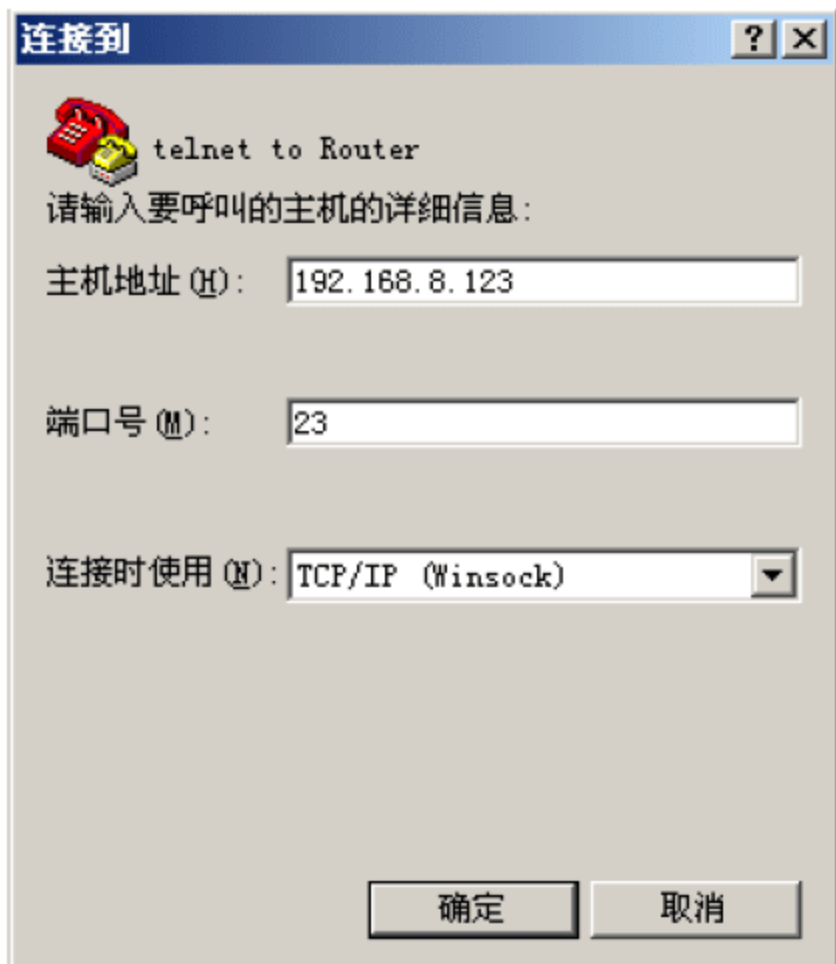 连接到
telnet to Router
请输入要呼叫的主机的详细信息:
主机地址(H): 192.168.8.123
端口号(M): 23
连接时使用(N): TCP/IP (Winsock)
确定 取消